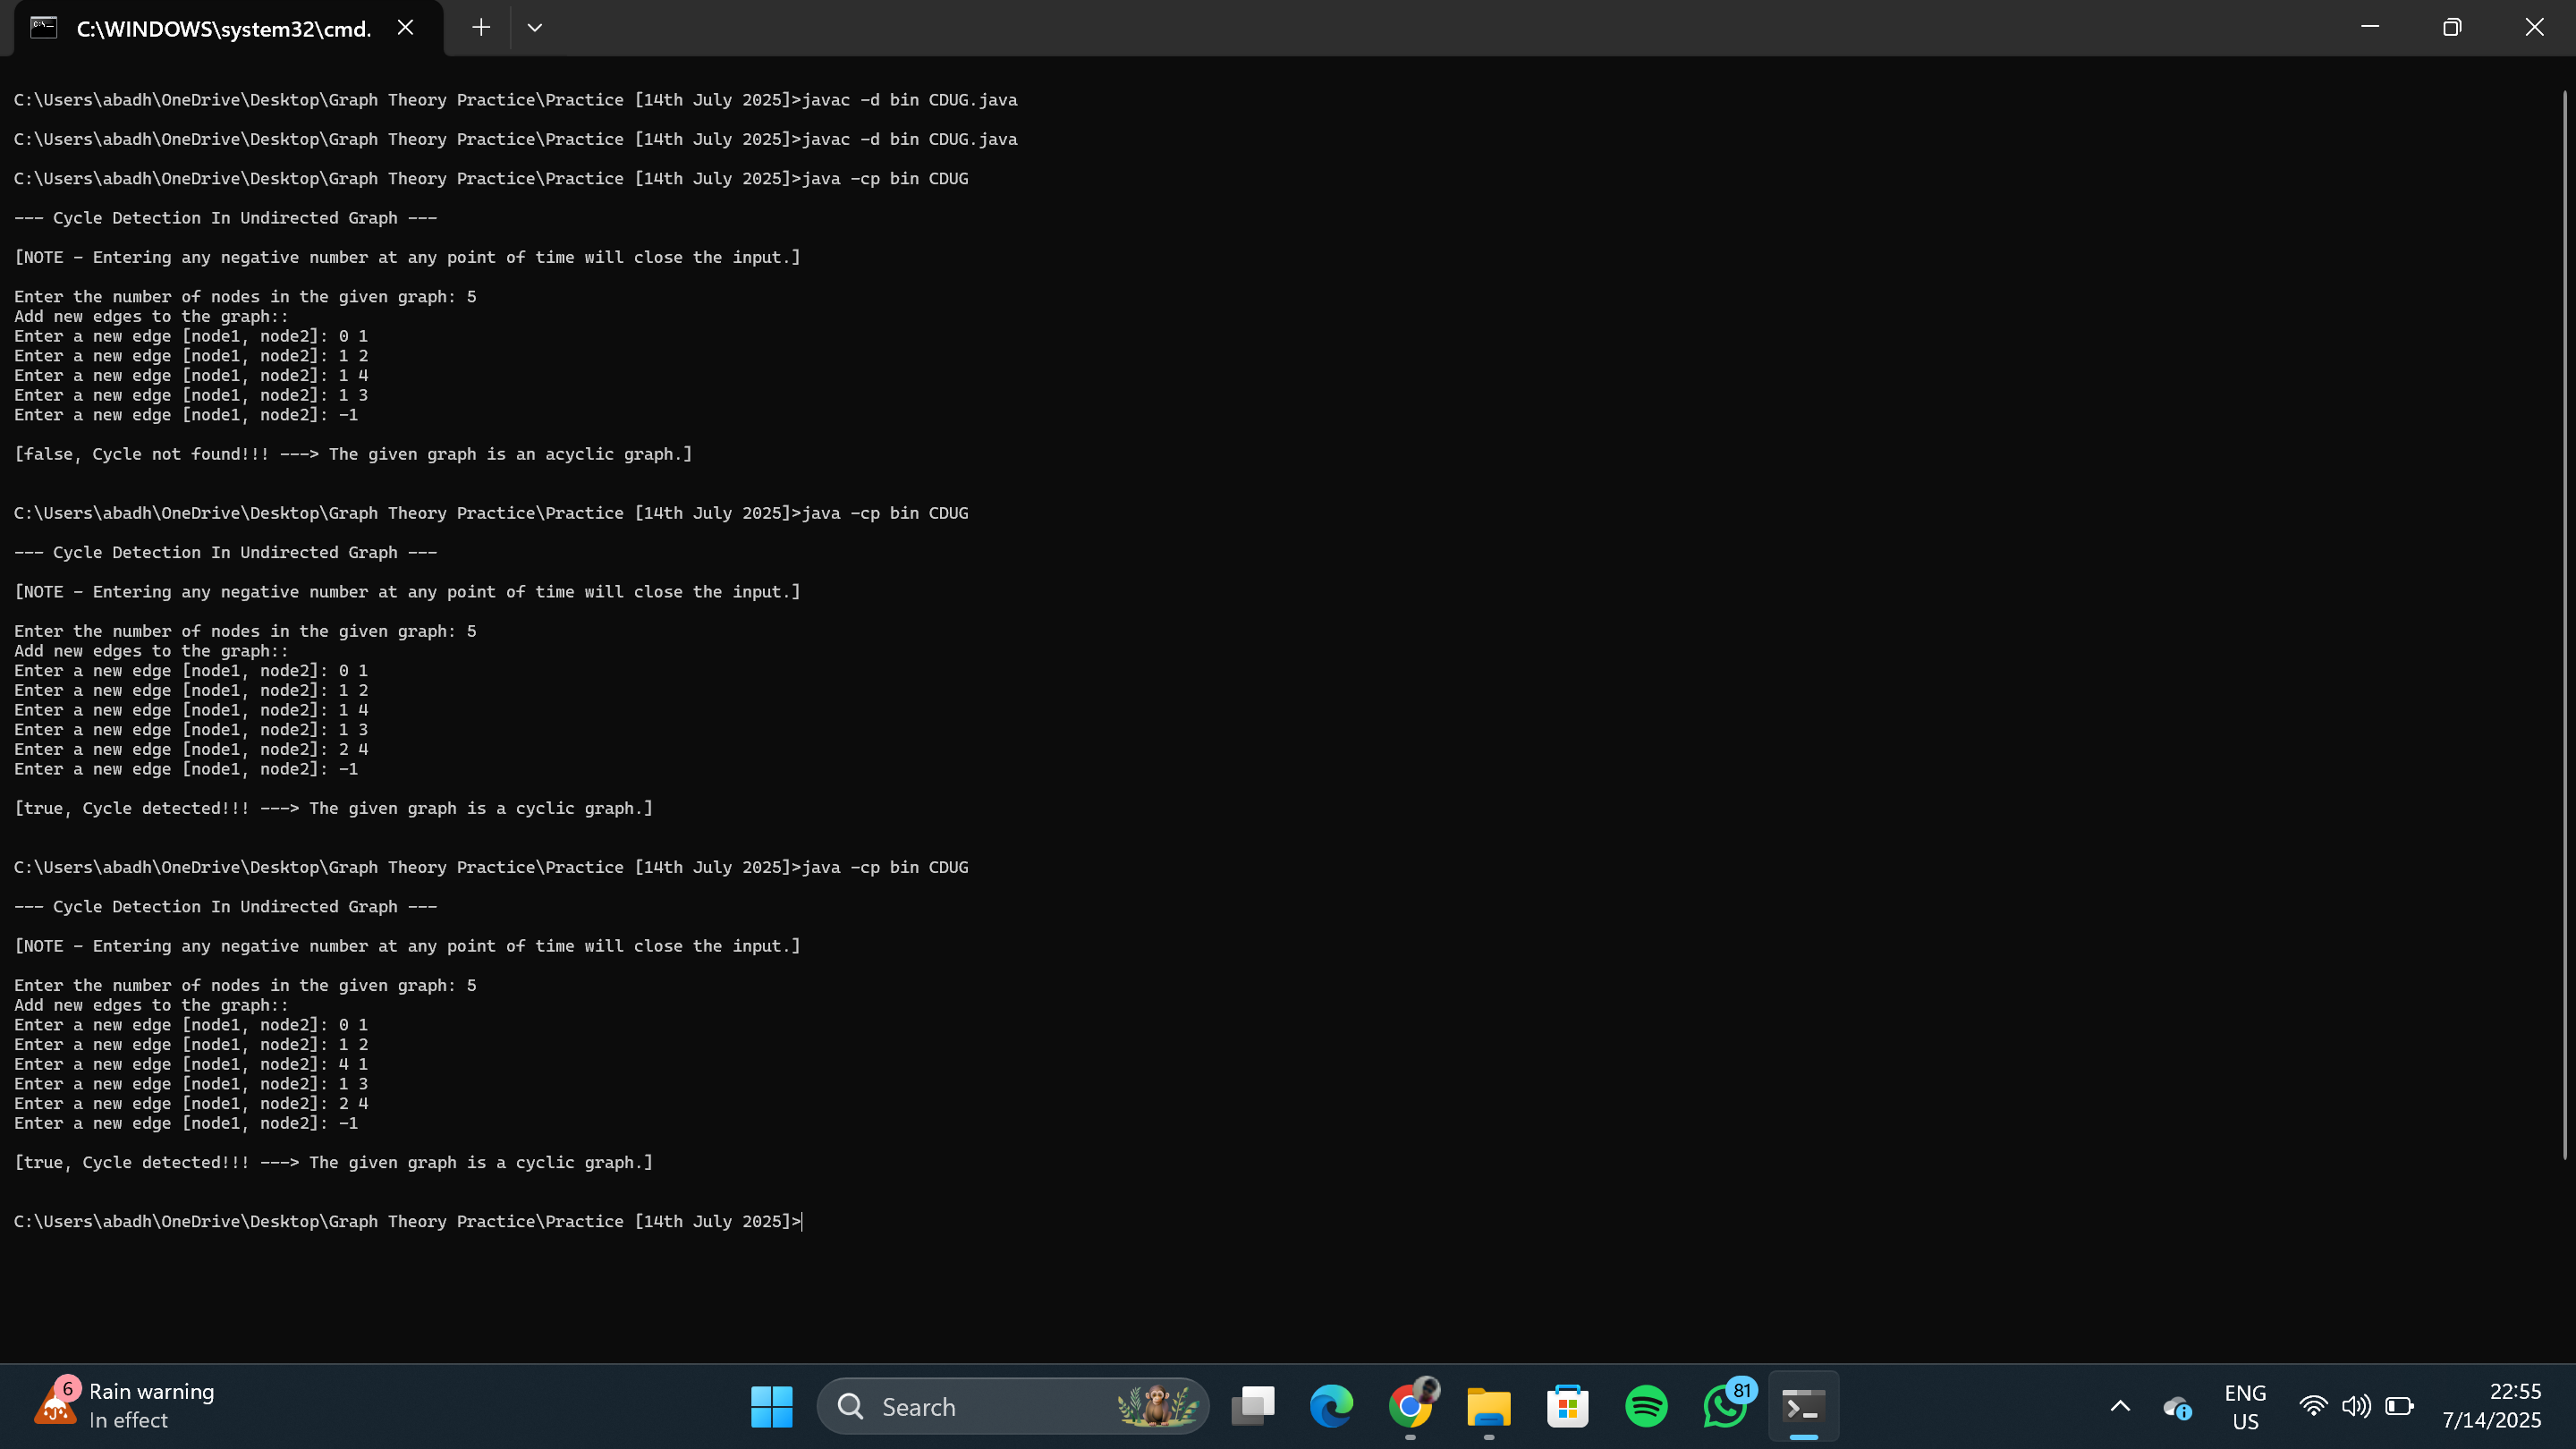 C:\WINDOWS\system32\cmd.
C:\Users\abadh\OneDrive\Desktop\Graph Theory Practice\Practice [14th July 2025]>javac -d bin CDUG.java
C:\Users\abadh\OneDrive\Desktop\Graph Theory Practice\Practice [14th July 2025]>javac -d bin CDUG.java
C:\Users\abadh\OneDrive\Desktop\Graph Theory Practice\Practice [14th July 2025]>java -cp bin CDUG
--- Cycle Detection In Undirected Graph ---
[NOTE - Entering any negative number at any point of time will close the input.]
Enter the number of nodes in the given graph: 5
Add new edges to the graph::
Enter a new edge [node1, node2]: 0 1
Enter a new edge [node1, node2]: 1 2
Enter a new edge [node1, node2]: 1 4
Enter a new edge [node1, node2]: 1 3
Enter a new edge [node1, node2]: -1
[false, Cycle not found!!! ---> The given graph is an acyclic graph.]
C:\Users\abadh\OneDrive\Desktop\Graph Theory Practice\Practice [14th July 2025]>java -cp bin CDUG
--- Cycle Detection In Undirected Graph ---
[NOTE - Entering any negative number at any point of time will close the input.]
Enter the number of nodes in the given graph: 5
Add new edges to the graph::
Enter a new edge [node1, node2]: 0 1
Enter a new edge [node1, node2]: 1 2
Enter a new edge [node1, node2]: 1 4
Enter a new edge [node1, node2]: 1 3
Enter a new edge [node1, node2]: 2 4
Enter a new edge [node1, node2]: -1
[true, Cycle detected!!! ---> The given graph is a cyclic graph.]
C:\Users\abadh\OneDrive\Desktop\Graph Theory Practice\Practice [14th July 2025]>java -cp bin CDUG
--- Cycle Detection In Undirected Graph ---
[NOTE - Entering any negative number at any point of time will close the input.]
Enter the number of nodes in the given graph: 5
Add new edges to the graph::
Enter a new edge [node1, node2]: 0 1
Enter a new edge [node1, node2]: 1 2
Enter a new edge [node1, node2]: 4 1
Enter a new edge [node1, node2]: 1 3
Enter a new edge [node1, node2]: 2 4
Enter a new edge [node1, node2]: -1
[true, Cycle detected!!! ---> The given graph is a cyclic graph.]
C:\Users\abadh\OneDrive\Desktop\Graph Theory Practice\Practice [14th July 2025]>
6
Rain warning
In effect
Search
81
ENG
US
22:55
7/14/2025